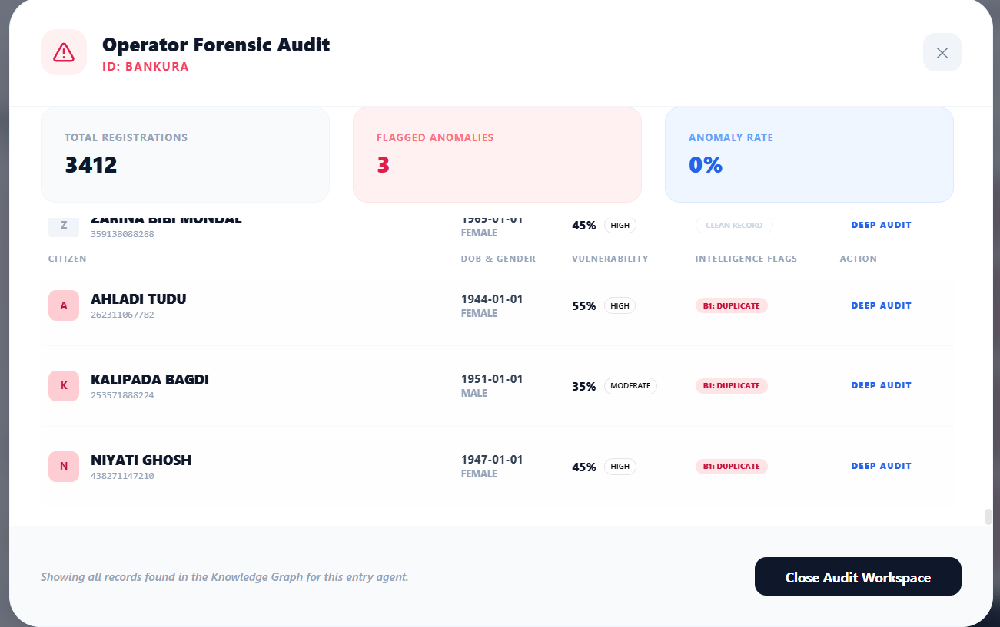 Operator Forensic Audit
ID: BANKURA
TOTAL REGISTRATIONS
3412
FLAGGED ANOMALIES
3
ANOMALY RATE
0%
Z ZARINA BIBI MONDAL 1965-01-01 45% HIGH CLEAN RECORD DEEP AUDIT
359138088288 FEMALE
CITIZEN DOB & GENDER VULNERABILITY INTELLIGENCE FLAGS ACTION
A AHLADI TUDU 1944-01-01 55% HIGH B1: DUPLICATE DEEP AUDIT
262311067782 FEMALE
K KALIPADA BAGDI 1951-01-01 35% MODERATE B1: DUPLICATE DEEP AUDIT
253571888224 MALE
N NIYATI GHOSH 1947-01-01 45% HIGH B1: DUPLICATE DEEP AUDIT
438271147210 FEMALE
Showing all records found in the Knowledge Graph for this entry agent.
Close Audit Workspace